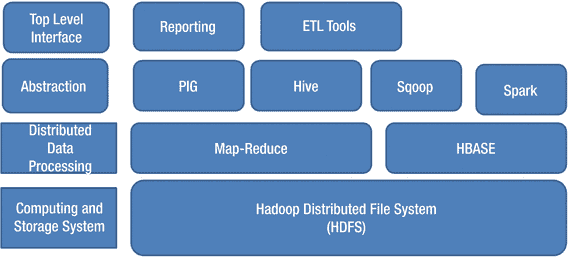 Top Level
Interface
Reporting
ETL Tools
Abstraction
PIG
Hive
Sqoop
Spark
Distributed
Data
Processing
Map-Reduce
HBASE
Computing and
Storage System
Hadoop Distributed File System
(HDFS)